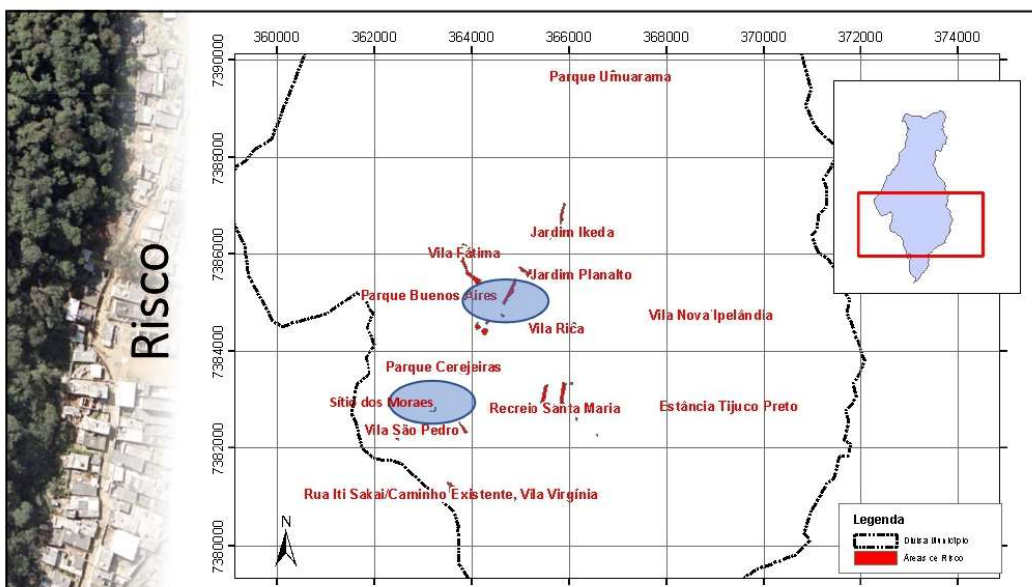 Risco
360000 362000 364000 366000 368000 370000 372000 374000
7390000
7388000
7386000
7384000
7382000
7380000
Parque Umuarama
Jardim Ikeda
Vila Fátima
Jardim Planalto
Parque Buenos Aires
Vila Nova Ipelândia
Vila Rica
Parque Cerejeiras
Sítio dos Moraes
Recreio Santa Maria
Estância Tijuco Preto
Vila São Pedro
Rua Iti Sakai/Caminho Existente, Vila Virgínia
N
Legenda
Divisa Município
Áreas de Risco